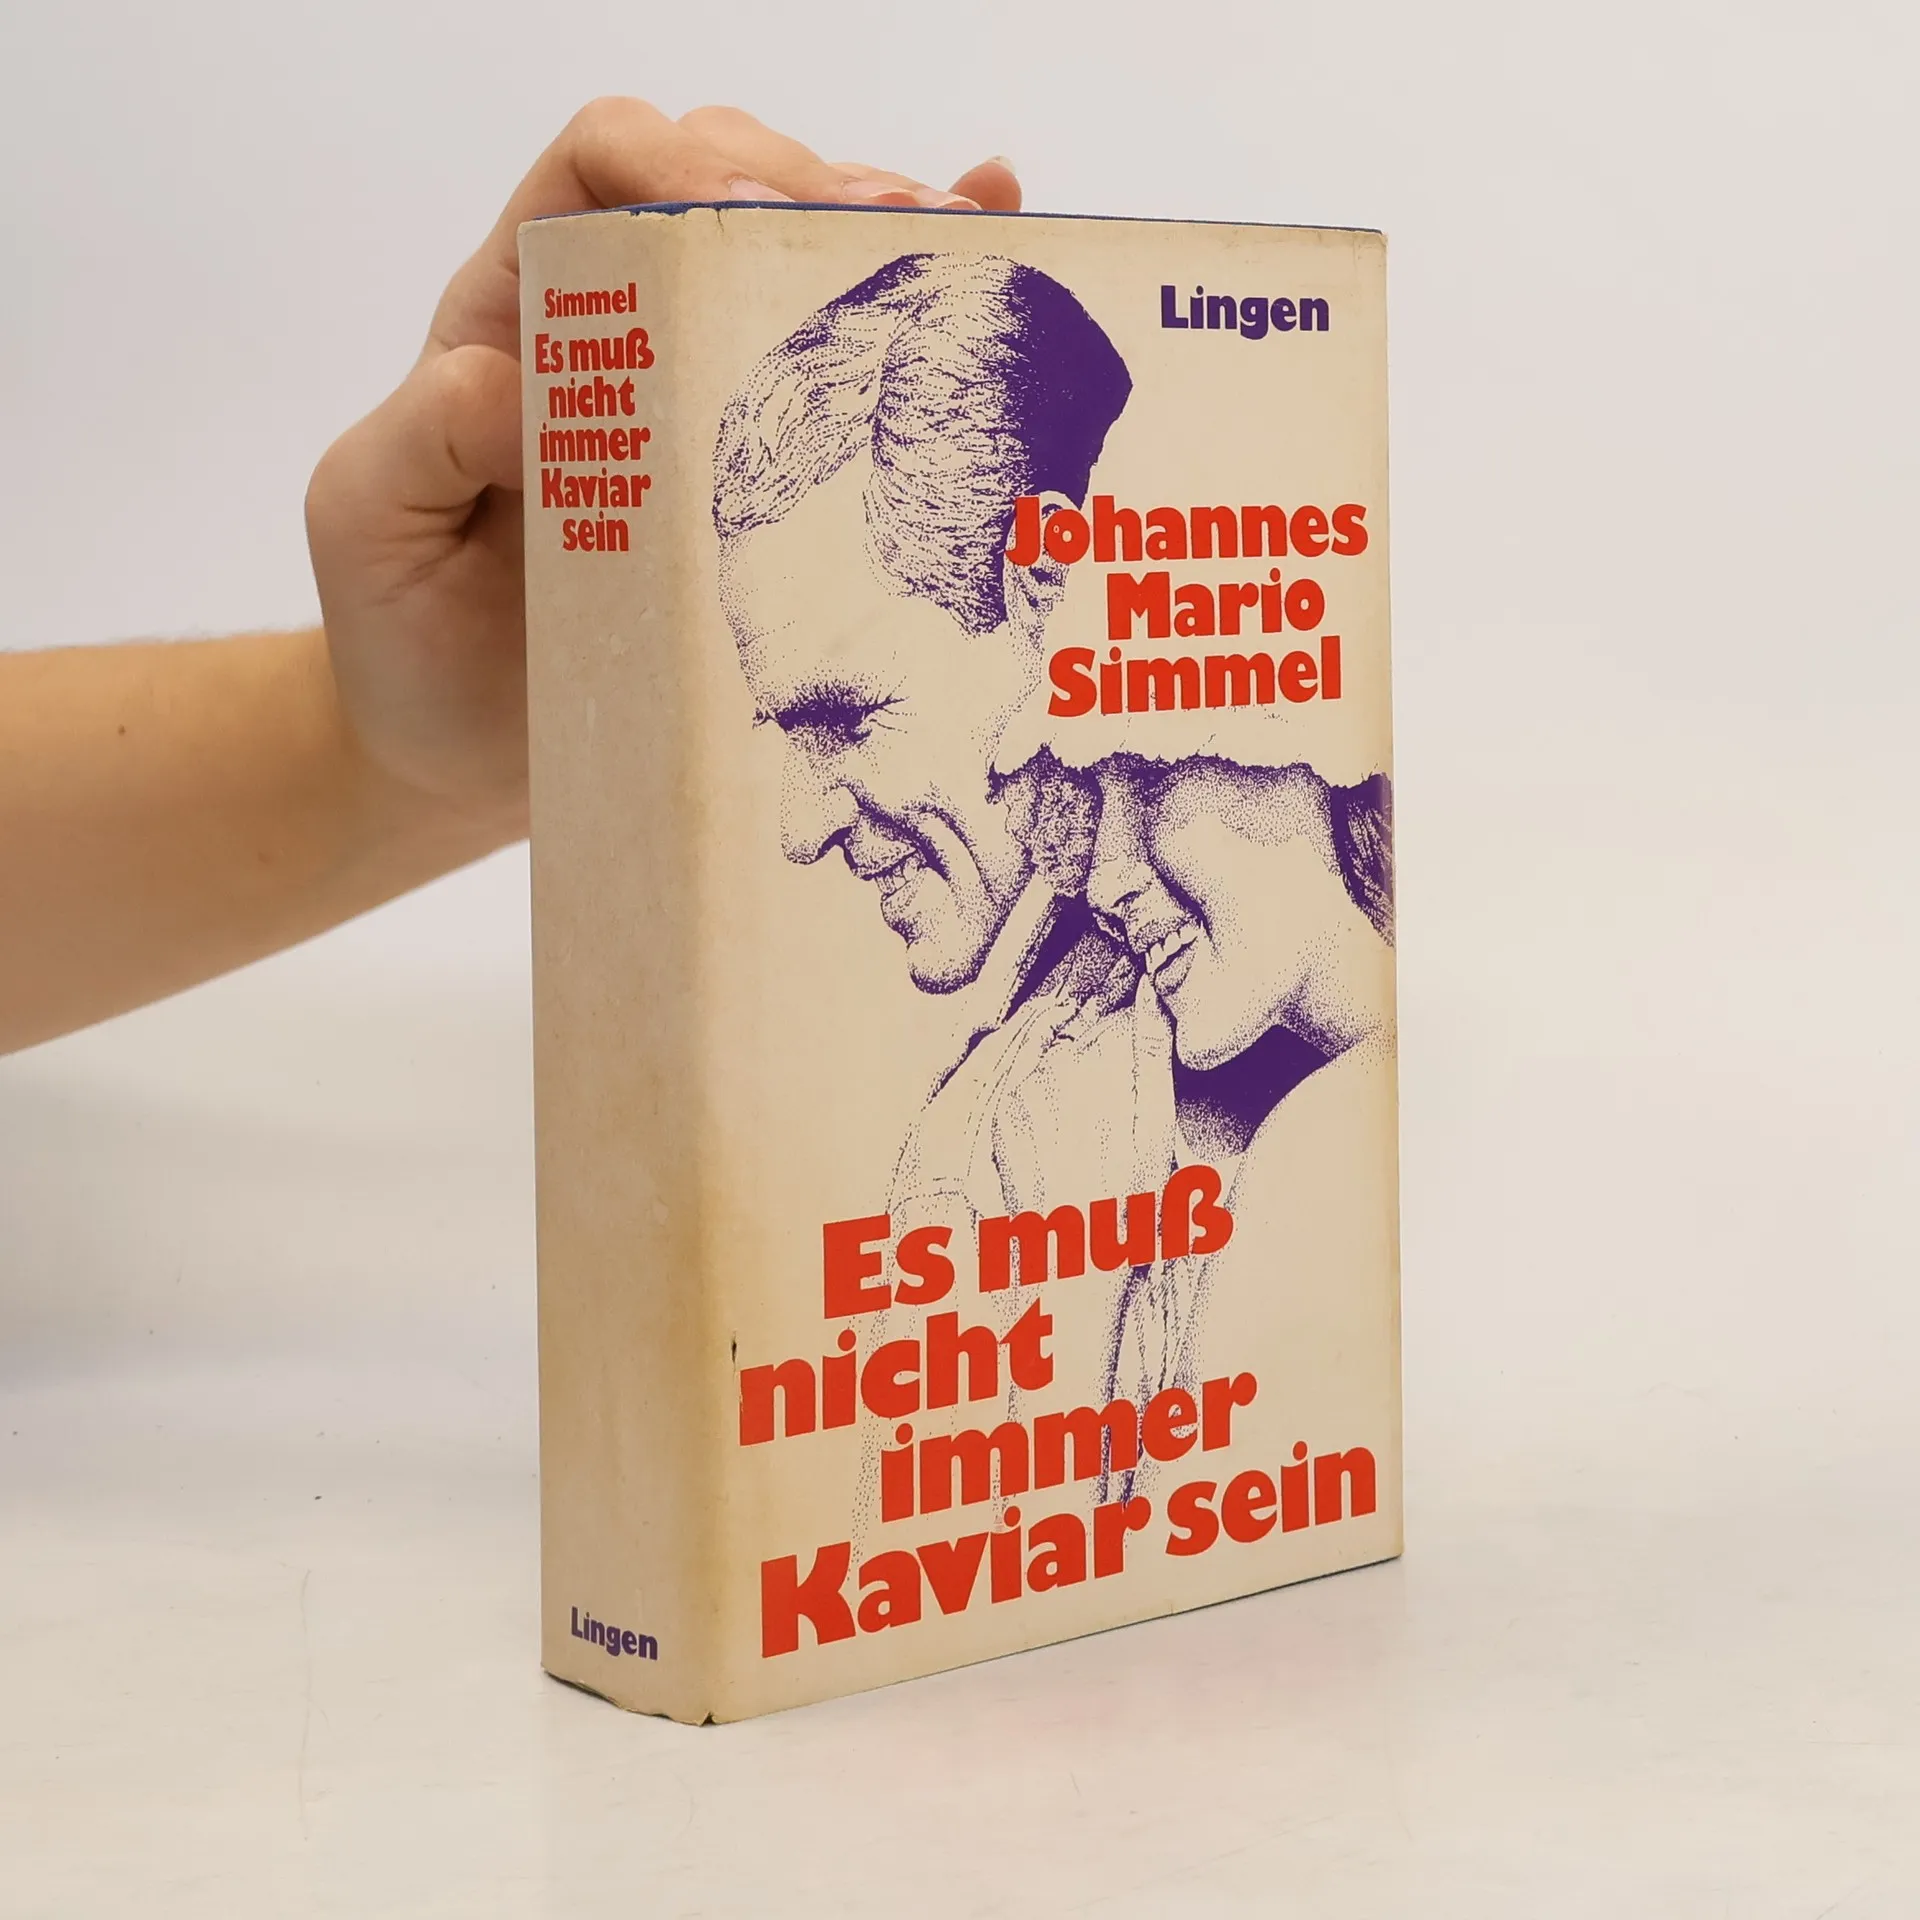 Simmel
Es muß
nicht
immer
Kaviar
sein
Lingen
Lingen
Johannes
Mario
Simmel
Es muß
nicht
immer
Kaviar sein